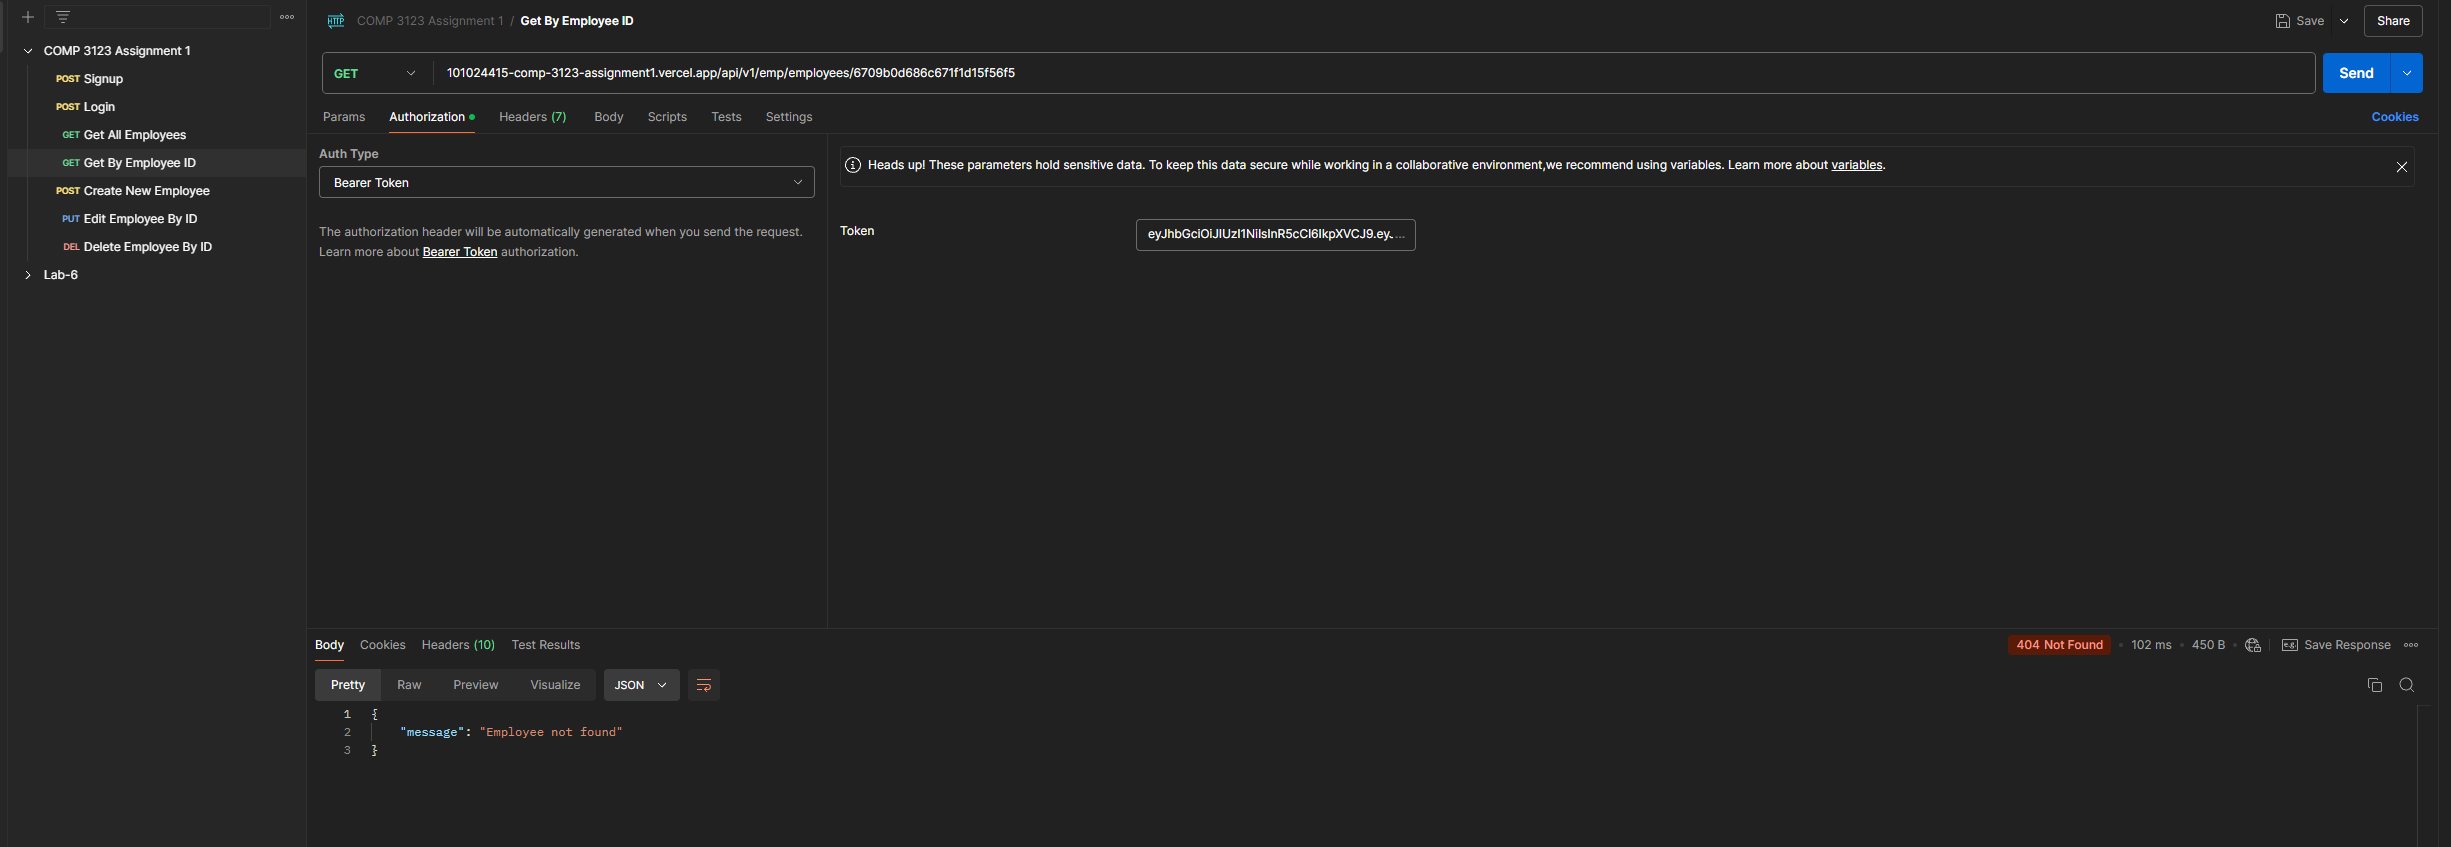 COMP 3123 Assignment 1 / Get By Employee ID
Save
Share
COMP 3123 Assignment 1
POST Signup
POST Login
GET Get All Employees
GET Get By Employee ID
POST Create New Employee
PUT Edit Employee By ID
DEL Delete Employee By ID
Lab-6
HTTP
GET
101024415-comp-3123-assignment1.vercel.app/api/v1/emp/employees/6709b0d686c671f1d15f56f5
Send
Params Authorization Headers (7) Body Scripts Tests Settings
Cookies
Auth Type
Bearer Token
The authorization header will be automatically generated when you send the request.
Learn more about Bearer Token authorization.
Heads up! These parameters hold sensitive data. To keep this data secure while working in a collaborative environment,we recommend using variables. Learn more about variables.
Token
eyJhbGciOiJIUzI1NiIsInR5cCI6IkpXVCJ9.ey....
Body Cookies Headers (10) Test Results
404 Not Found • 102 ms • 450 B
Save Response
Pretty Raw Preview Visualize JSON
1 {
2 "message": "Employee not found"
3 }